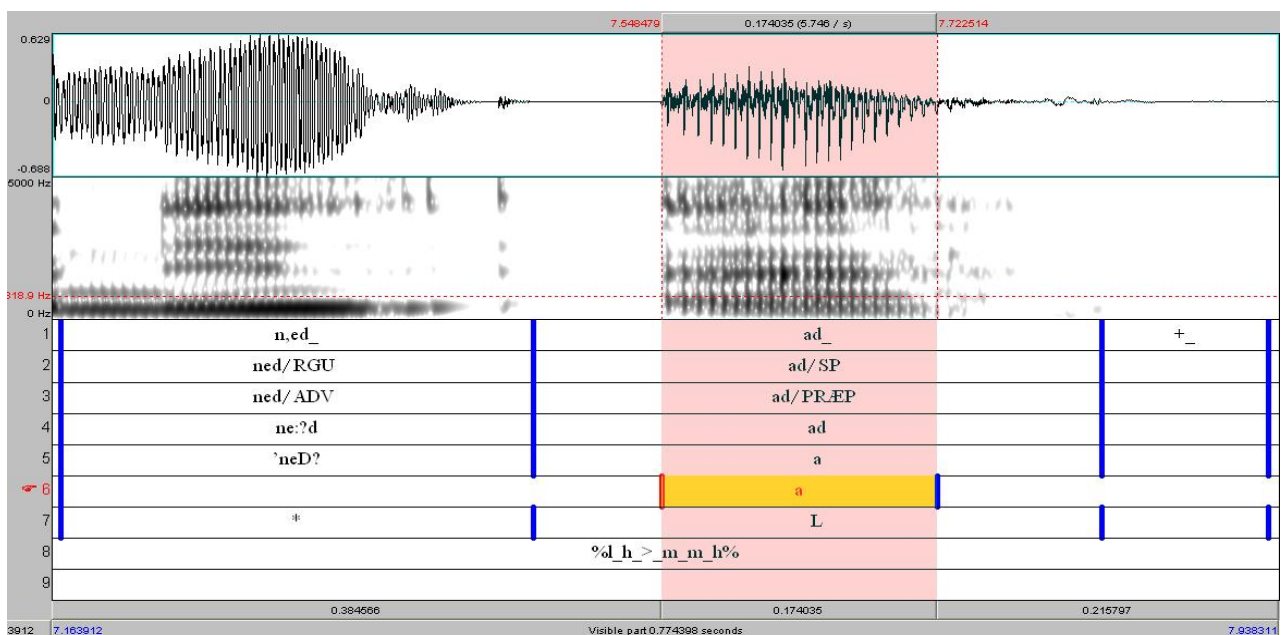 7.548479 0.174035 (5.746 / s) 7.722514
0.629
0
-0.688
5000 Hz
318.9 Hz
0 Hz
1 n,ed_ ad_ +_
2 ned/RGU ad/SP
3 ned/ADV ad/PRÆP
4 ne:?d ad
5 'neD? a
6 a
7 * L
8 %l_h_>_m_m_h%
9
0.384566 0.174035 0.215797
3912 7.163912 Visible part 0.774398 seconds 7.938311